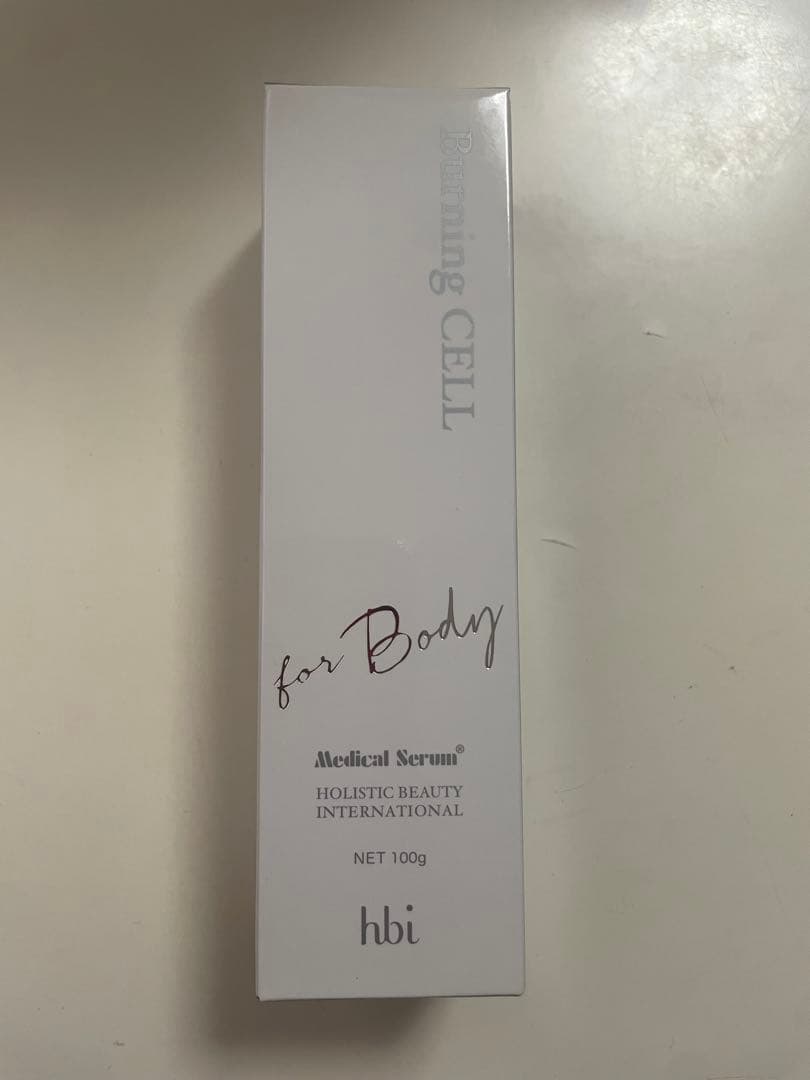 Burning CELL
for Body
Medical Serum®
HOLISTIC BEAUTY
INTERNATIONAL
NET 100g
hbi